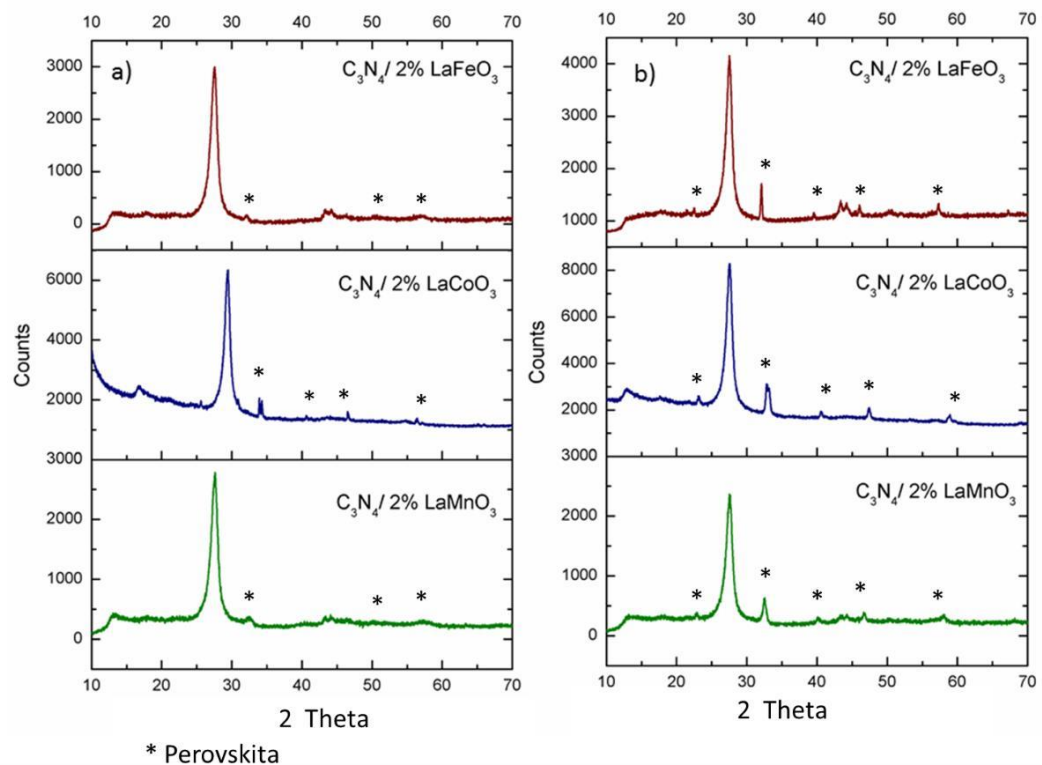 10 20 30 40 50 60 70
a)
C₃N₄/ 2% LaFeO₃
3000
2000
1000
0
* * *
C₃N₄/ 2% LaCoO₃
6000
4000
2000
* * * *
Counts
C₃N₄/ 2% LaMnO₃
3000
2000
1000
0
* * *
10 20 30 40 50 60 70
2 Theta
10 20 30 40 50 60 70
b)
C₃N₄/ 2% LaFeO₃
4000
3000
2000
1000
* * * * *
C₃N₄/ 2% LaCoO₃
8000
6000
4000
2000
* * * * *
Counts
C₃N₄/ 2% LaMnO₃
3000
2000
1000
0
* * * * *
10 20 30 40 50 60 70
2 Theta
* Perovskita